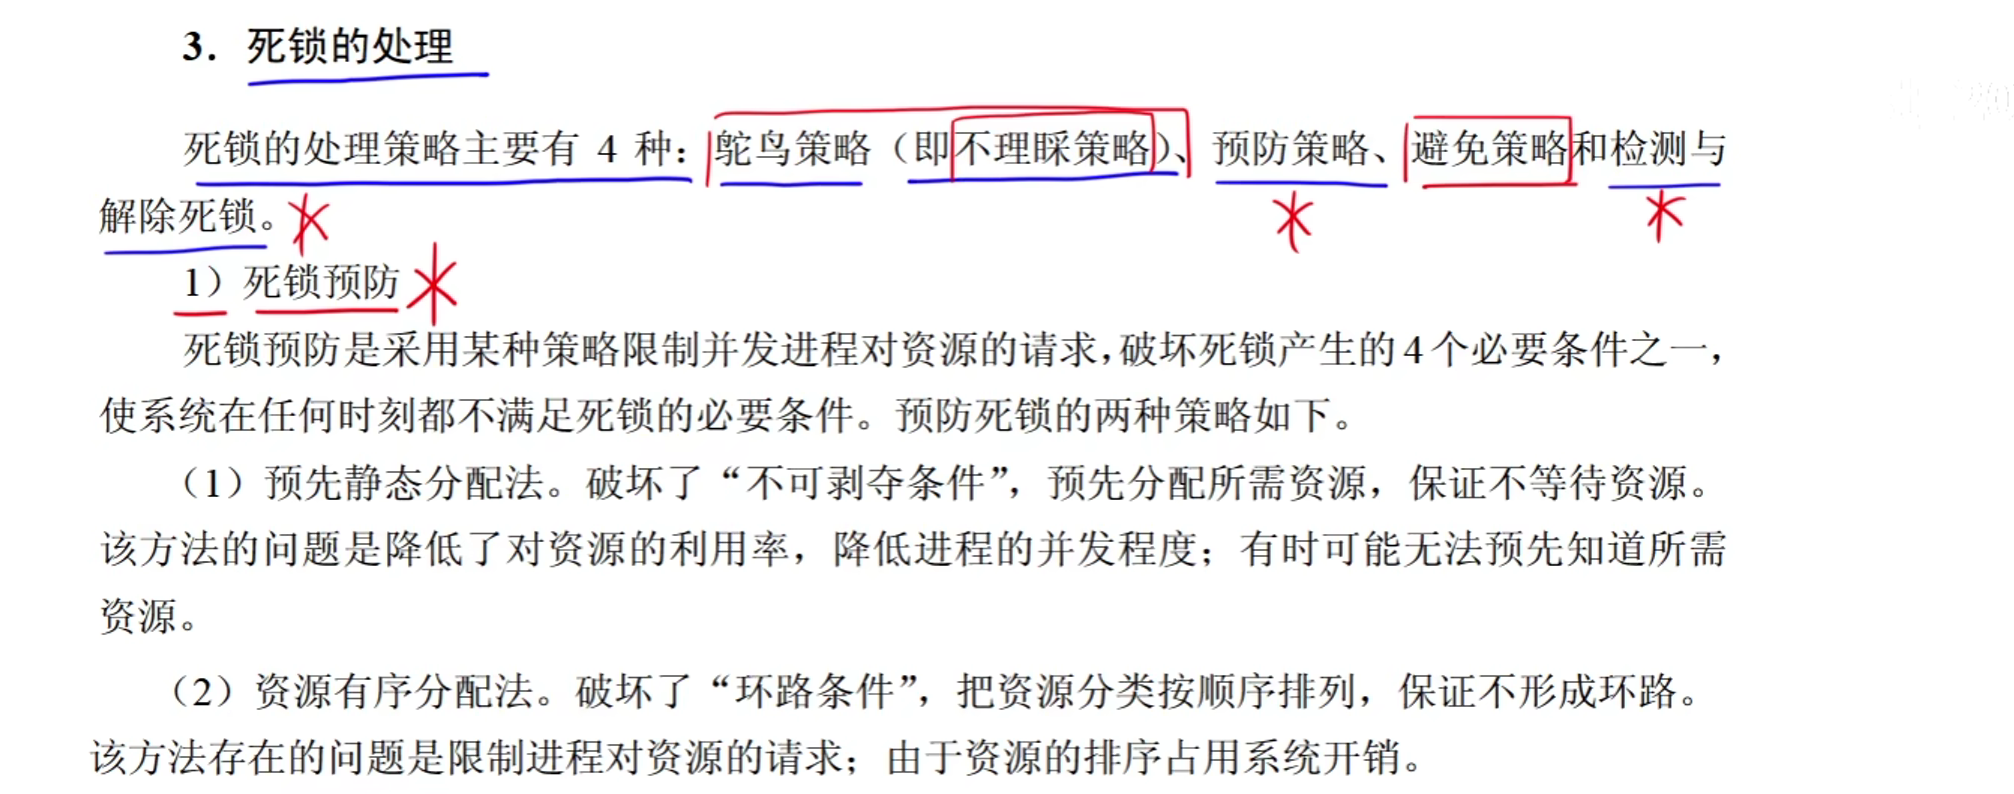 3. 死锁的处理
死锁的处理策略主要有 4 种：鸵鸟策略（即不理睬策略）、预防策略、避免策略和检测与
解除死锁。
1）死锁预防
死锁预防是采用某种策略限制并发进程对资源的请求，破坏死锁产生的4个必要条件之一，
使系统在任何时刻都不满足死锁的必要条件。预防死锁的两种策略如下。
（1）预先静态分配法。破坏了“不可剥夺条件”，预先分配所需资源，保证不等待资源。
该方法的问题是降低了对资源的利用率，降低进程的并发程度；有时可能无法预先知道所需
资源。
（2）资源有序分配法。破坏了“环路条件”，把资源分类按顺序排列，保证不形成环路。
该方法存在的问题是限制进程对资源的请求；由于资源的排序占用系统开销。